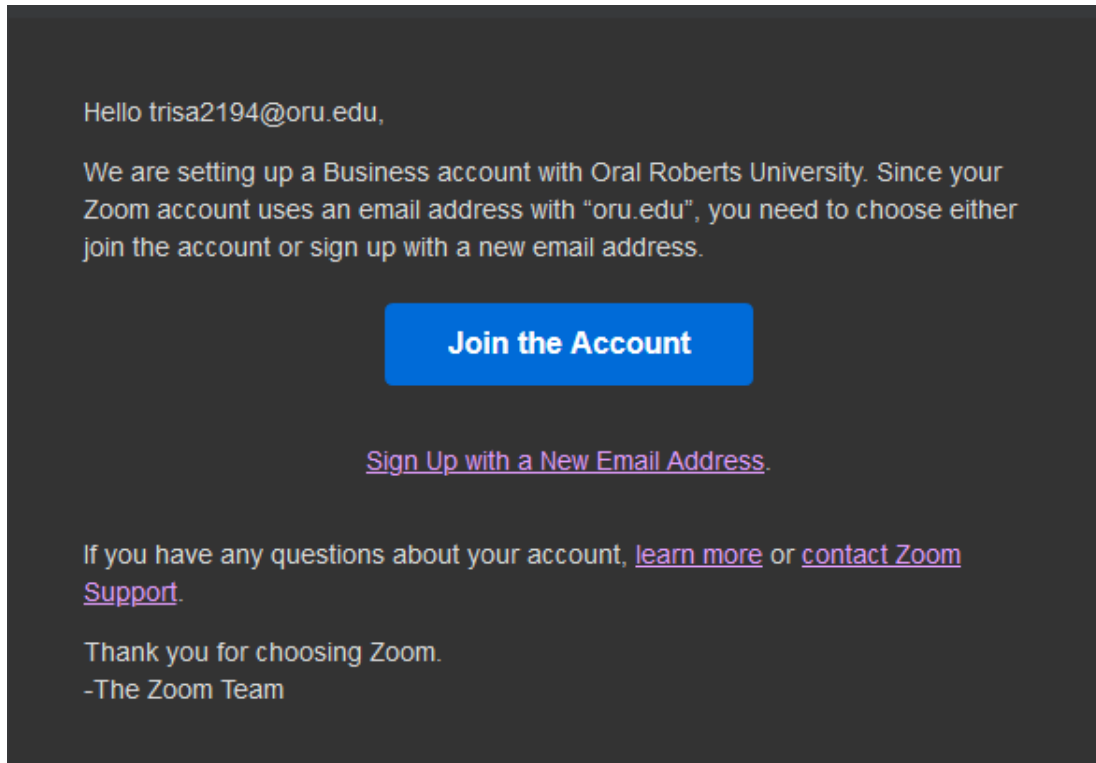 Hello trisa2194@oru.edu,
We are setting up a Business account with Oral Roberts University. Since your
Zoom account uses an email address with “oru.edu”, you need to choose either
join the account or sign up with a new email address.
Join the Account
Sign Up with a New Email Address.
If you have any questions about your account, learn more or contact Zoom
Support.
Thank you for choosing Zoom.
-The Zoom Team